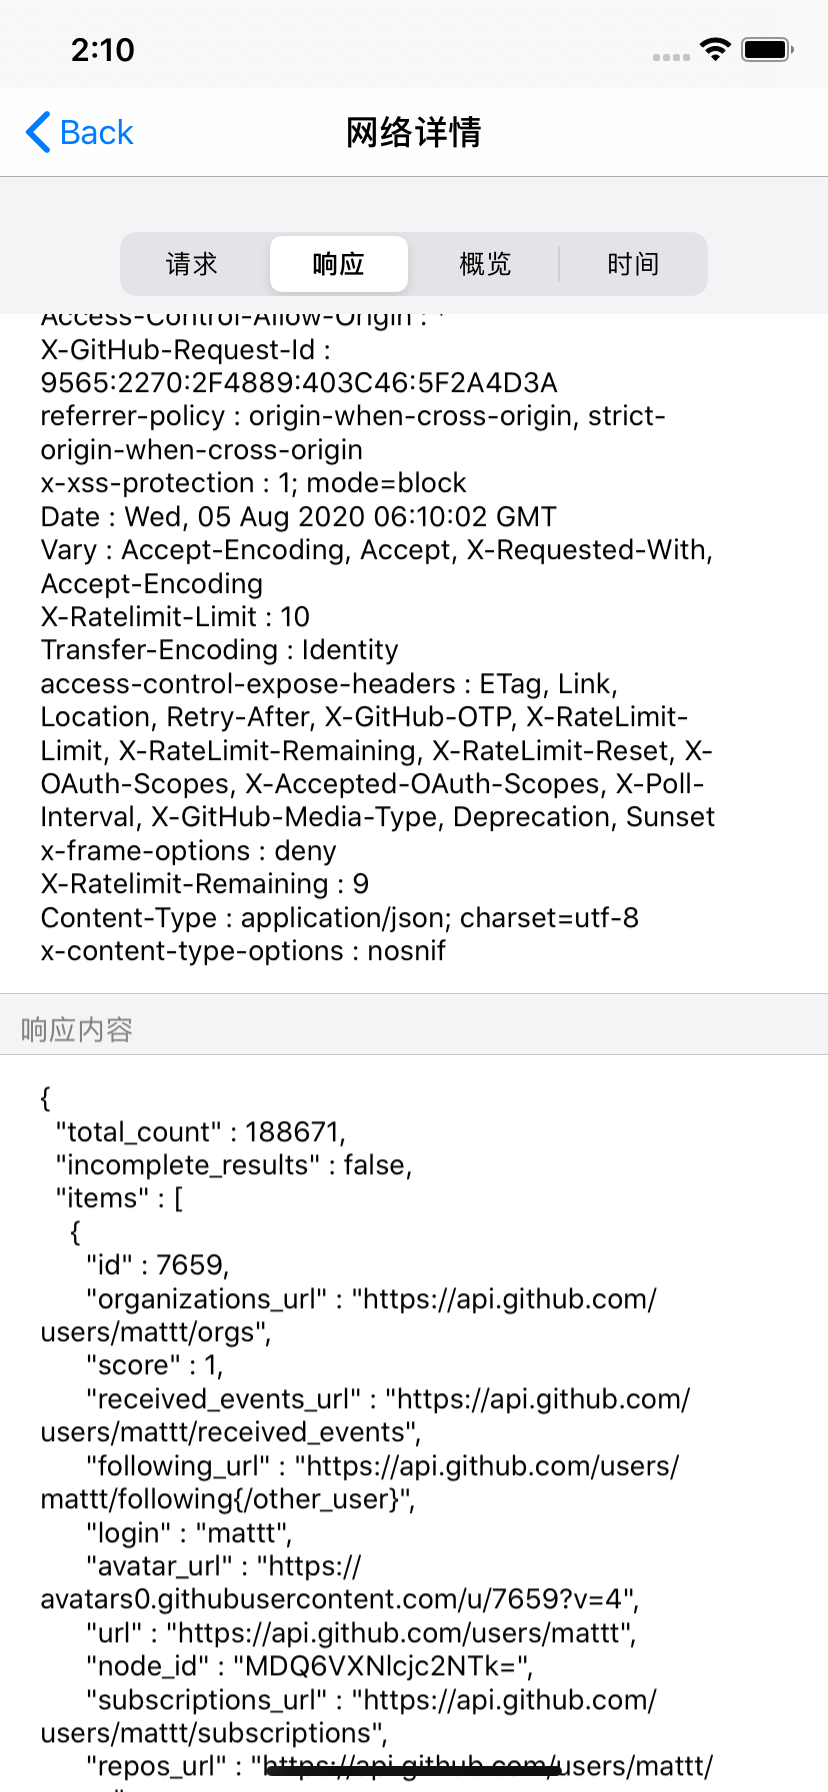 2:10
Back
网络详情
请求 响应 概览 时间
Access-Control-Allow-Origin : *
X-GitHub-Request-Id :
9565:2270:2F4889:403C46:5F2A4D3A
referrer-policy : origin-when-cross-origin, strict-
origin-when-cross-origin
x-xss-protection : 1; mode=block
Date : Wed, 05 Aug 2020 06:10:02 GMT
Vary : Accept-Encoding, Accept, X-Requested-With,
Accept-Encoding
X-Ratelimit-Limit : 10
Transfer-Encoding : Identity
access-control-expose-headers : ETag, Link,
Location, Retry-After, X-GitHub-OTP, X-RateLimit-
Limit, X-RateLimit-Remaining, X-RateLimit-Reset, X-
OAuth-Scopes, X-Accepted-OAuth-Scopes, X-Poll-
Interval, X-GitHub-Media-Type, Deprecation, Sunset
x-frame-options : deny
X-Ratelimit-Remaining : 9
Content-Type : application/json; charset=utf-8
x-content-type-options : nosnif
响应内容
{
"total_count" : 188671,
"incomplete_results" : false,
"items" : [
{
"id" : 7659,
"organizations_url" : "https://api.github.com/
users/mattt/orgs",
"score" : 1,
"received_events_url" : "https://api.github.com/
users/mattt/received_events",
"following_url" : "https://api.github.com/users/
mattt/following{/other_user}",
"login" : "mattt",
"avatar_url" : "https://
avatars0.githubusercontent.com/u/7659?v=4",
"url" : "https://api.github.com/users/mattt",
"node_id" : "MDQ6VXNlcjc2NTk=",
"subscriptions_url" : "https://api.github.com/
users/mattt/subscriptions",
"repos_url" : "https://api.github.com/users/mattt/